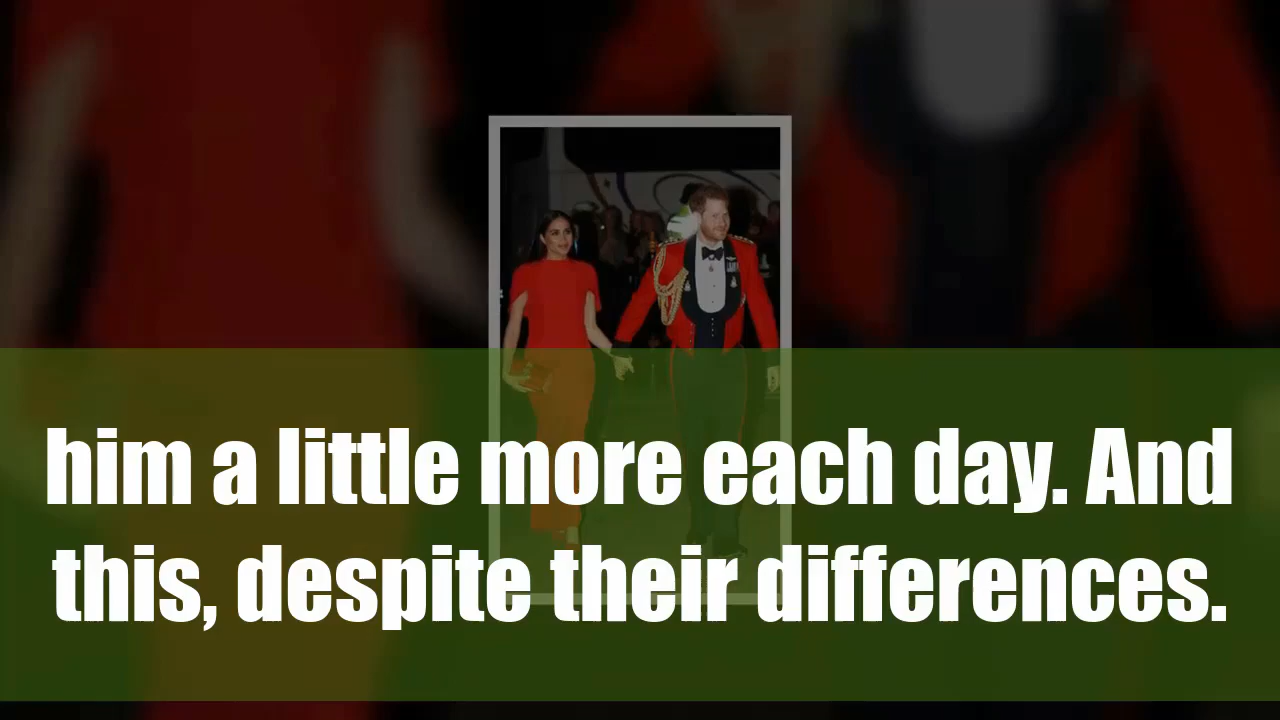 him a little more each day. And
this, despite their differences.